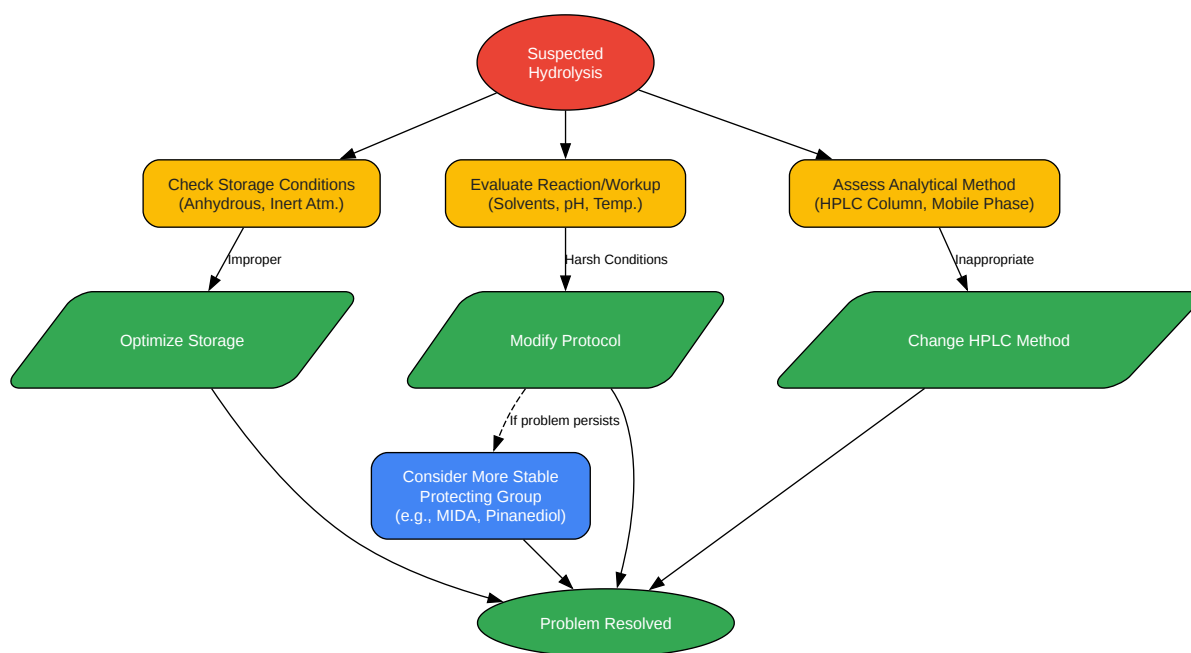 Suspected
Hydrolysis
Check Storage Conditions
(Anhydrous, Inert Atm.)
Evaluate Reaction/Workup
(Solvents, pH, Temp.)
Assess Analytical Method
(HPLC Column, Mobile Phase)
Improper
Harsh Conditions
Inappropriate
Optimize Storage
Modify Protocol
Change HPLC Method
If problem persists
Consider More Stable
Protecting Group
(e.g., MIDA, Pinanediol)
Problem Resolved